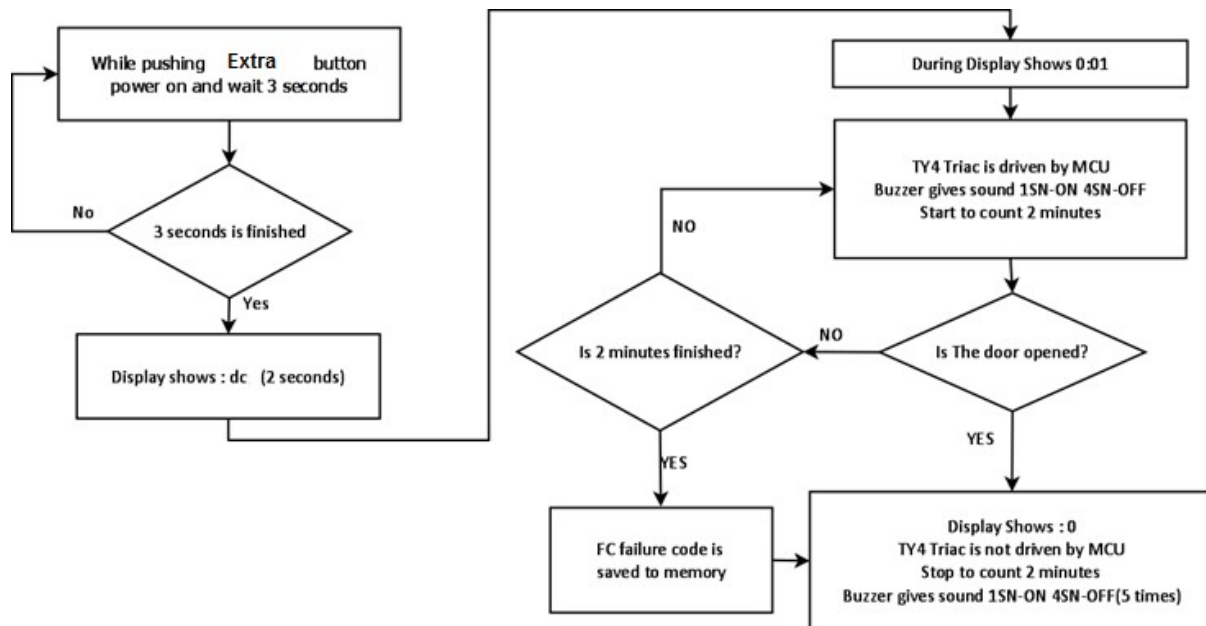 While pushing Extra button
power on and wait 3 seconds
No
3 seconds is finished
Yes
Display shows : dc (2 seconds)
During Display Shows 0:01
TY4 Triac is driven by MCU
Buzzer gives sound 1SN-ON 4SN-OFF
Start to count 2 minutes
NO
Is 2 minutes finished?
NO
Is The door opened?
YES
YES
FC failure code is
saved to memory
Display Shows : 0
TY4 Triac is not driven by MCU
Stop to count 2 minutes
Buzzer gives sound 1SN-ON 4SN-OFF(5 times)